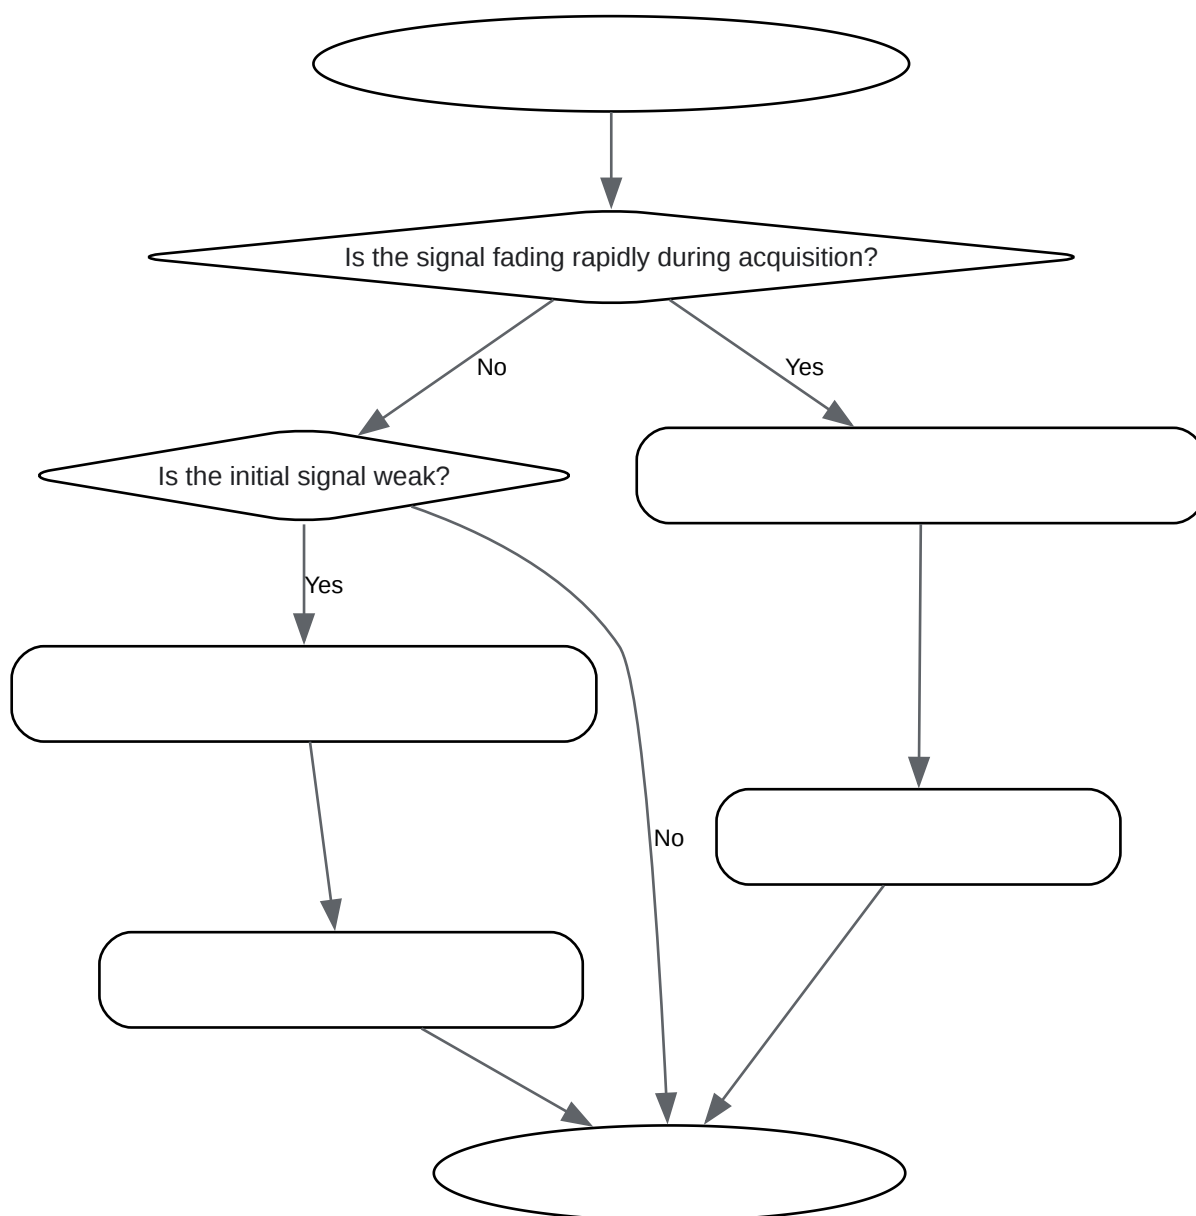 Is the signal fading rapidly during acquisition?
No
Yes
Is the initial signal weak?
Yes
No